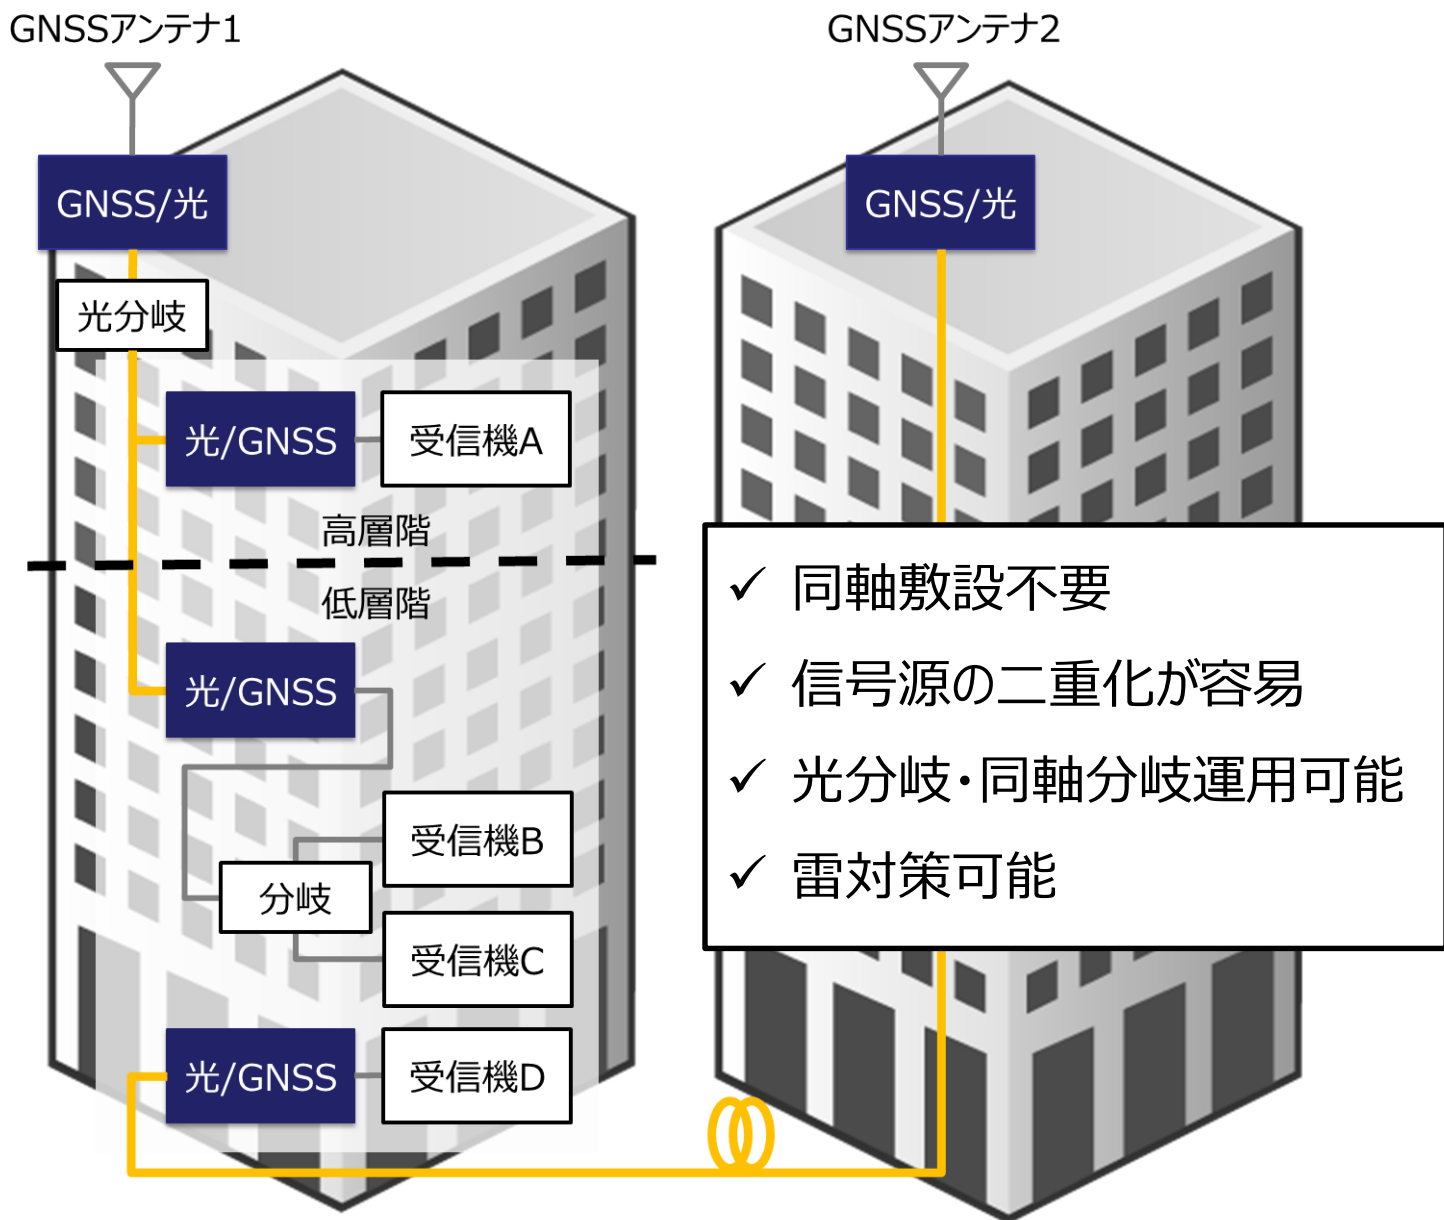 GNSSアンテナ1
GNSSアンテナ2
GNSS/光
GNSS/光
光分岐
光/GNSS
受信機A
高層階
低層階
光/GNSS
受信機B
分岐
受信機C
光/GNSS
受信機D
✓ 同軸敷設不要
✓ 信号源の二重化が容易
✓ 光分岐・同軸分岐運用可能
✓ 雷対策可能